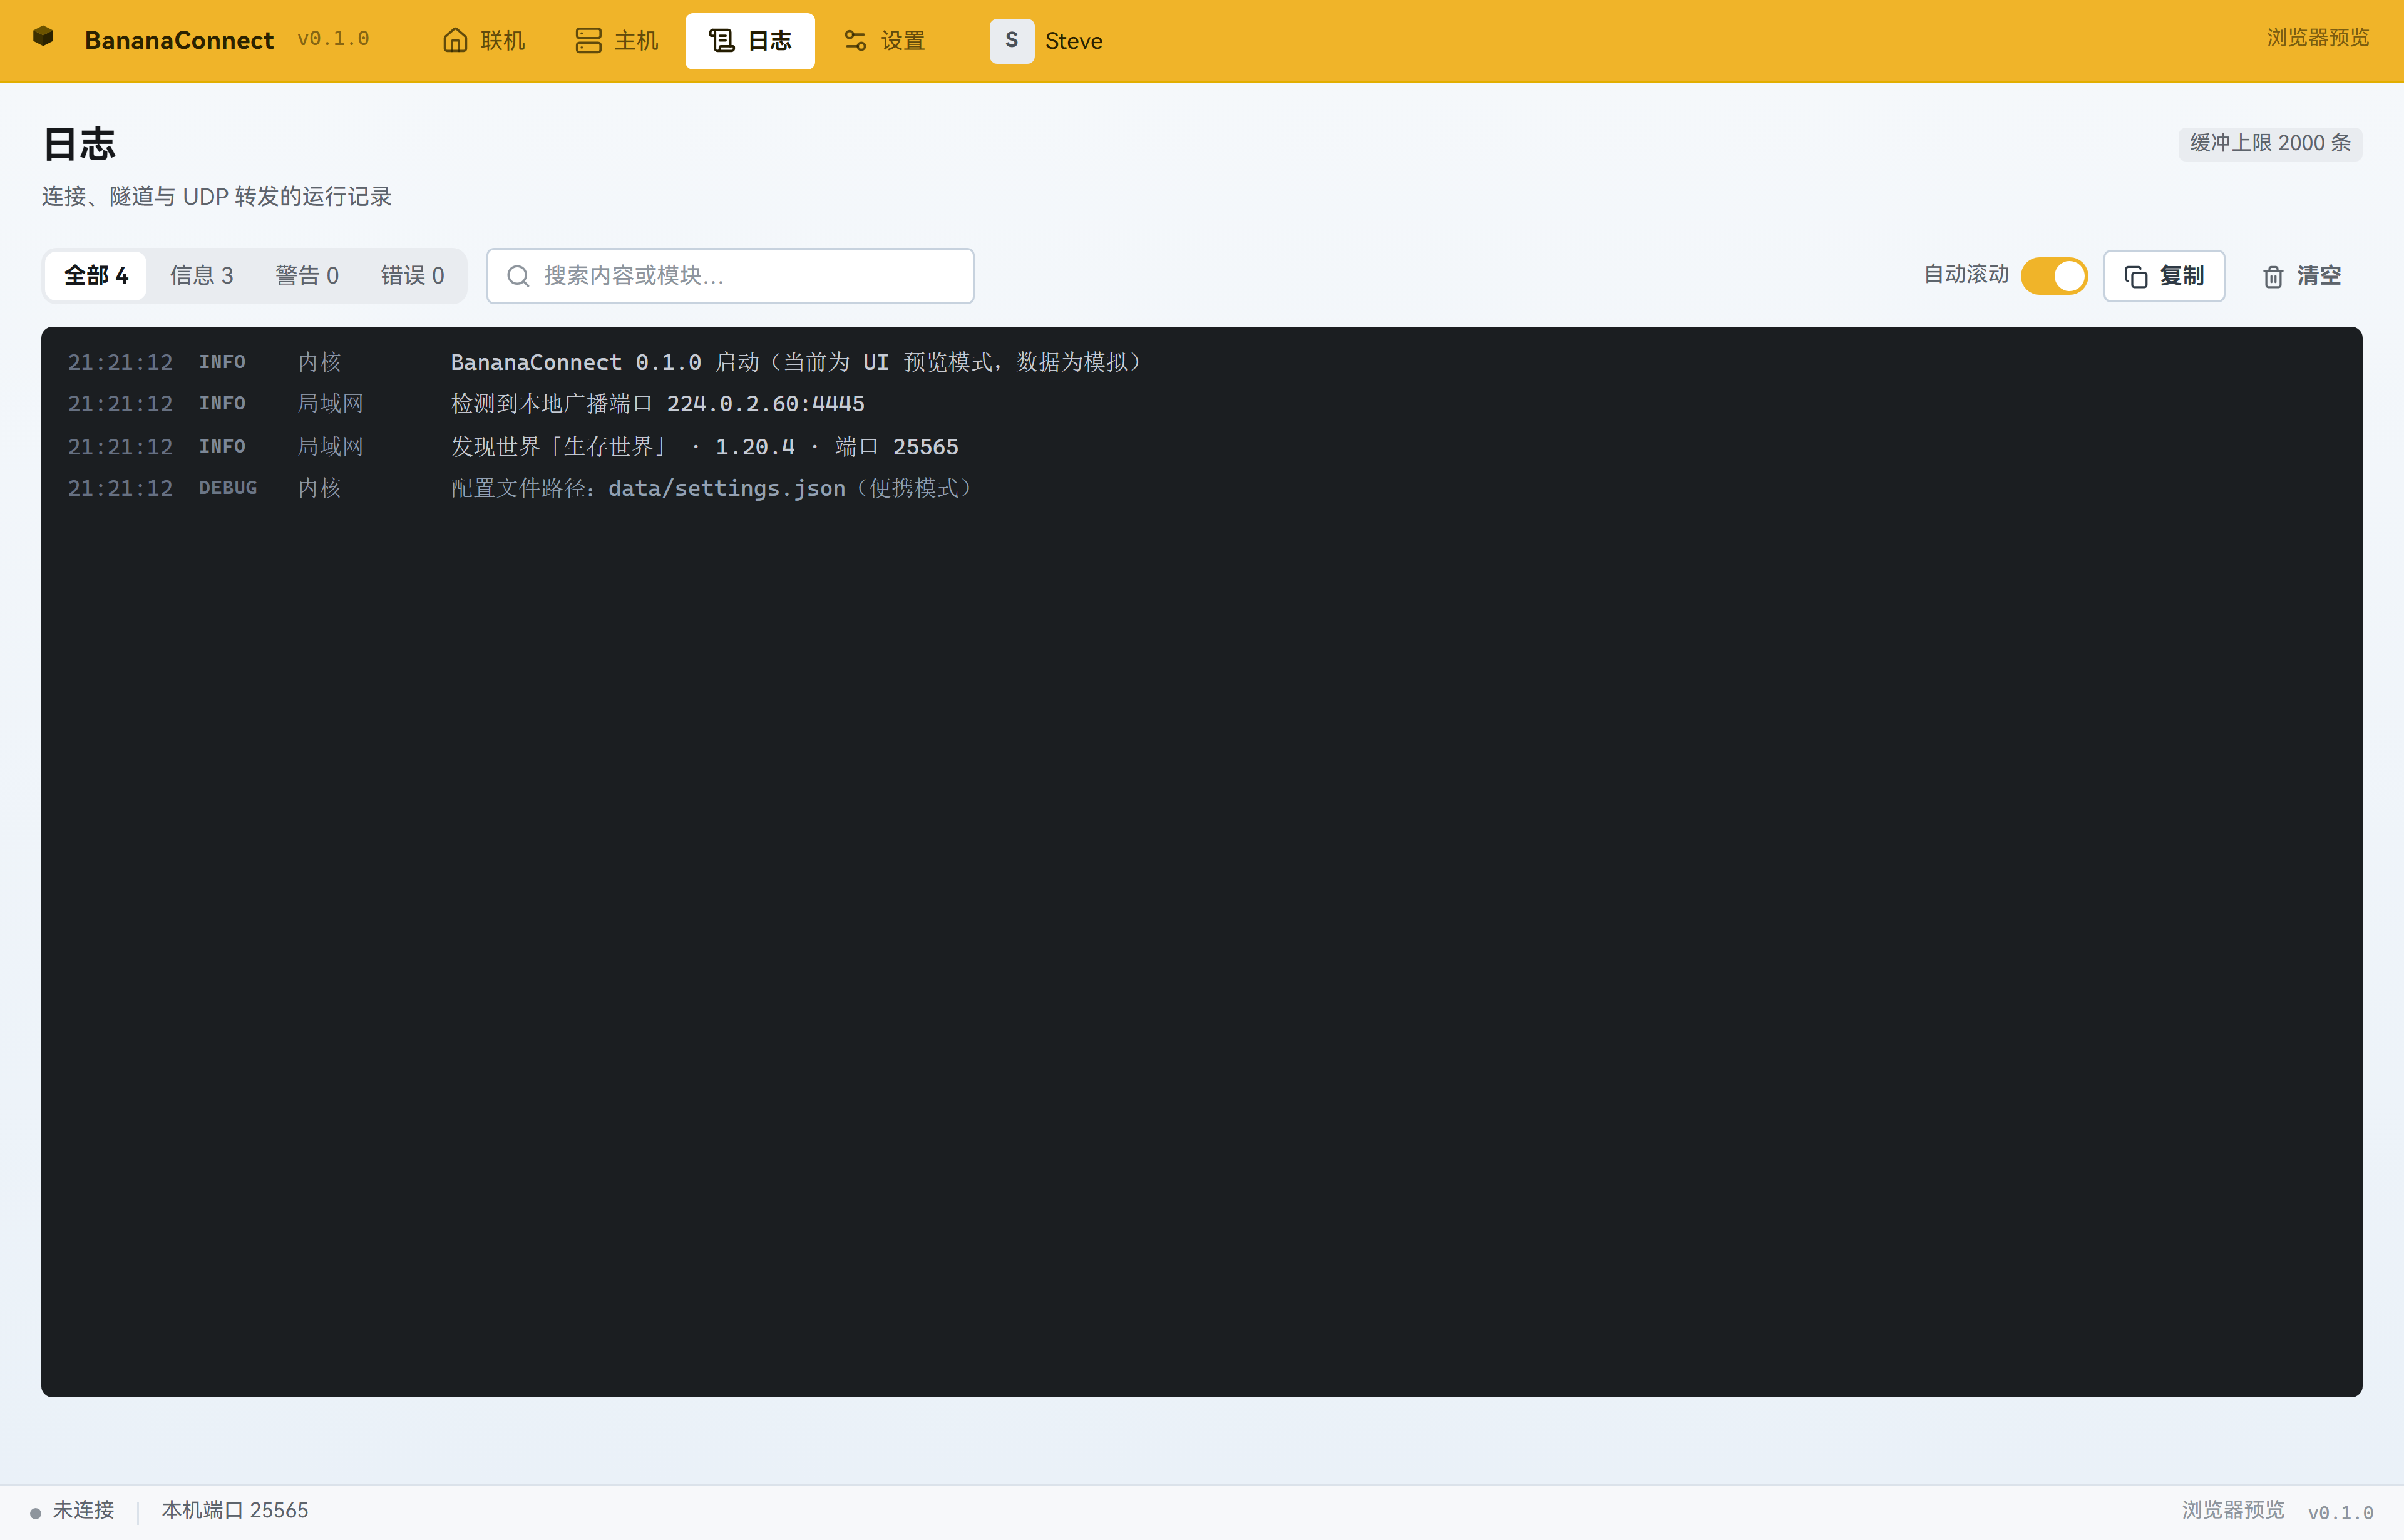 BananaConnect v0.1.0 联机 主机 日志 设置 S Steve 浏览器预览
日志 缓冲上限 2000 条
连接、隧道与 UDP 转发的运行记录
全部 4 信息 3 警告 0 错误 0 搜索内容或模块... 自动滚动 复制 清空
21:21:12 INFO 内核 BananaConnect 0.1.0 启动（当前为 UI 预览模式，数据为模拟）
21:21:12 INFO 局域网 检测到本地广播端口 224.0.2.60:4445
21:21:12 INFO 局域网 发现世界「生存世界」 · 1.20.4 · 端口 25565
21:21:12 DEBUG 内核 配置文件路径：data/settings.json（便携模式）
未连接 本机端口 25565 浏览器预览 v0.1.0